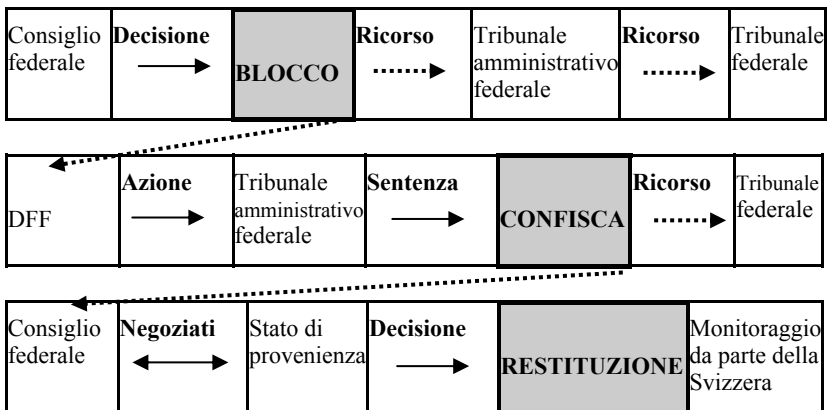 Consiglio federale
Decisione
BLOCCO
Ricorso
Tribunale amministrativo federale
Ricorso
Tribunale federale
DFF
Azione
Tribunale amministrativo federale
Sentenza
CONFISCA
Ricorso
Tribunale federale
Consiglio federale
Negoziati
Stato di provenienza
Decisione
RESTITUZIONE
Monitoraggio da parte della Svizzera